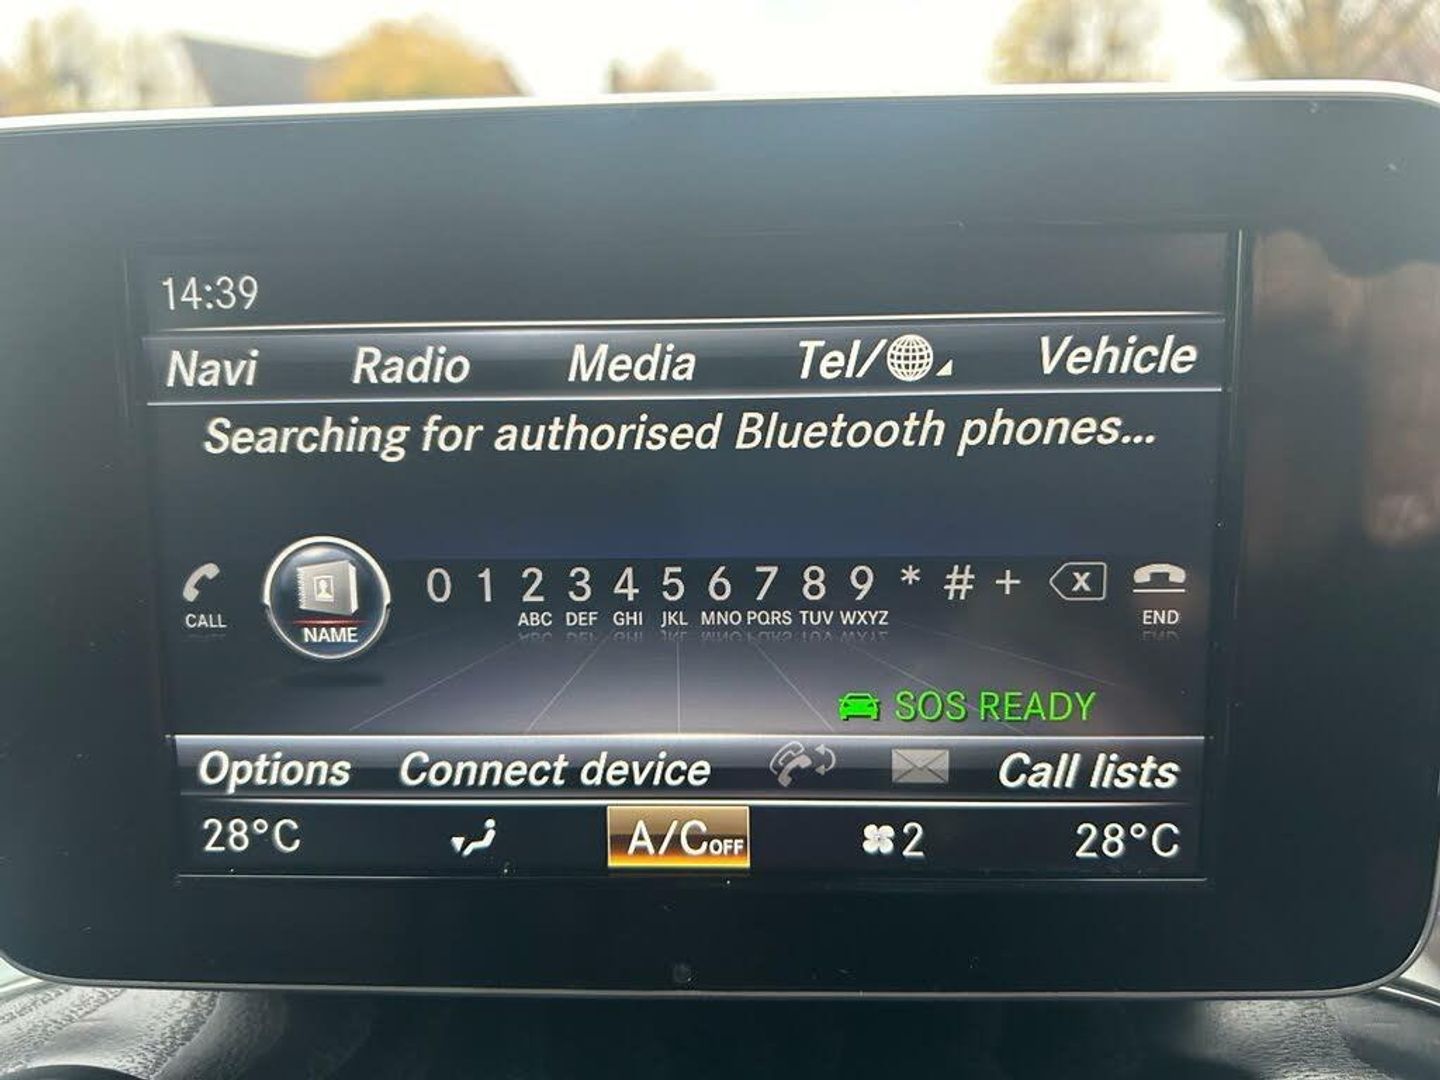 14:39
Navi Radio Media Tel/ Vehicle
Searching for authorised Bluetooth phones...
0 1 2 3 4 5 6 7 8 9 * # + X
CALL NAME ABC DEF GHI JKL MNO PQRS TUV WXYZ END
SOS READY
Options Connect device Call lists
28°C A/C OFF 2 28°C